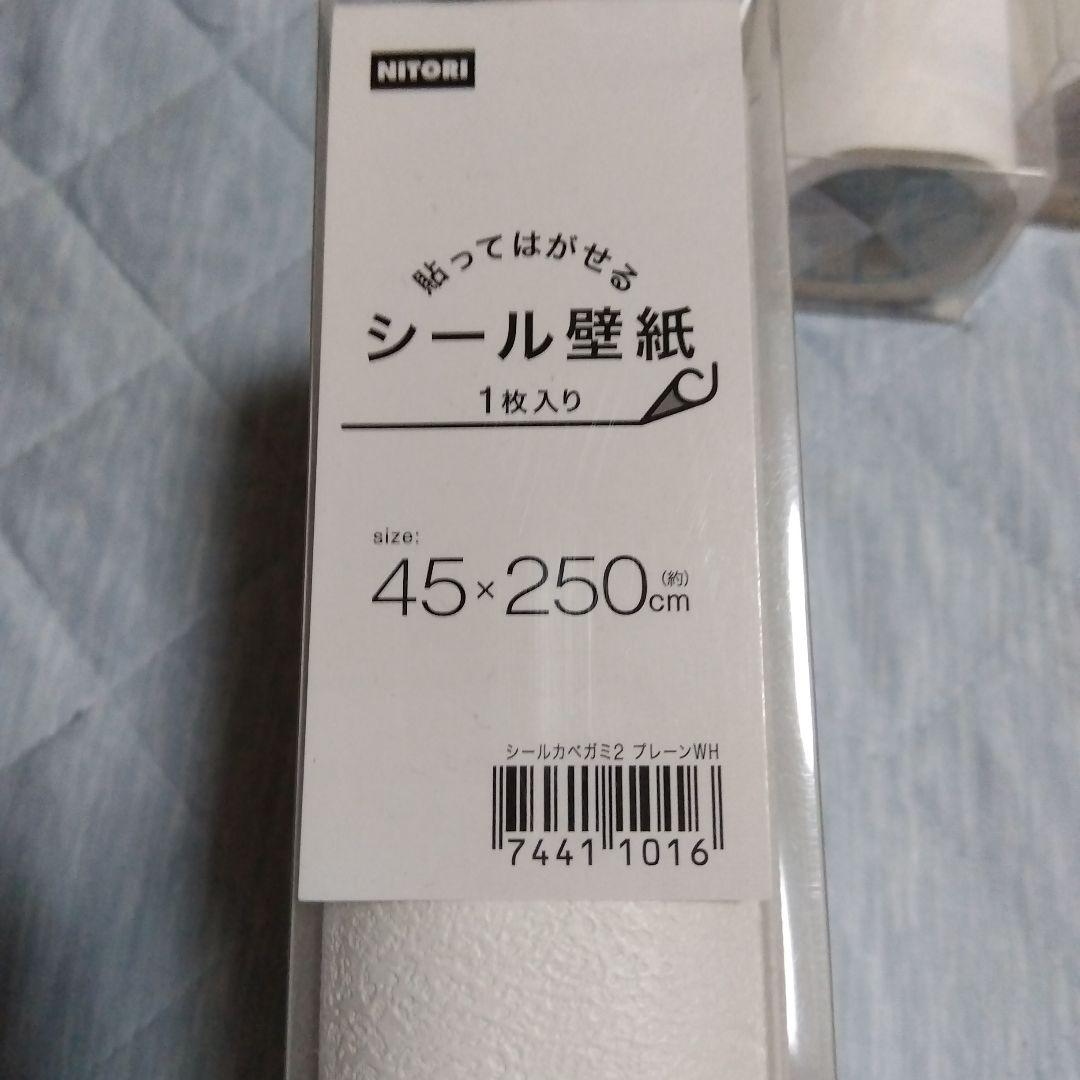 NITORI
貼ってはがせる
シール壁紙
1枚入り
size:
45×250(約)cm
シールカベガミ2 プレーンWH
7441 1016